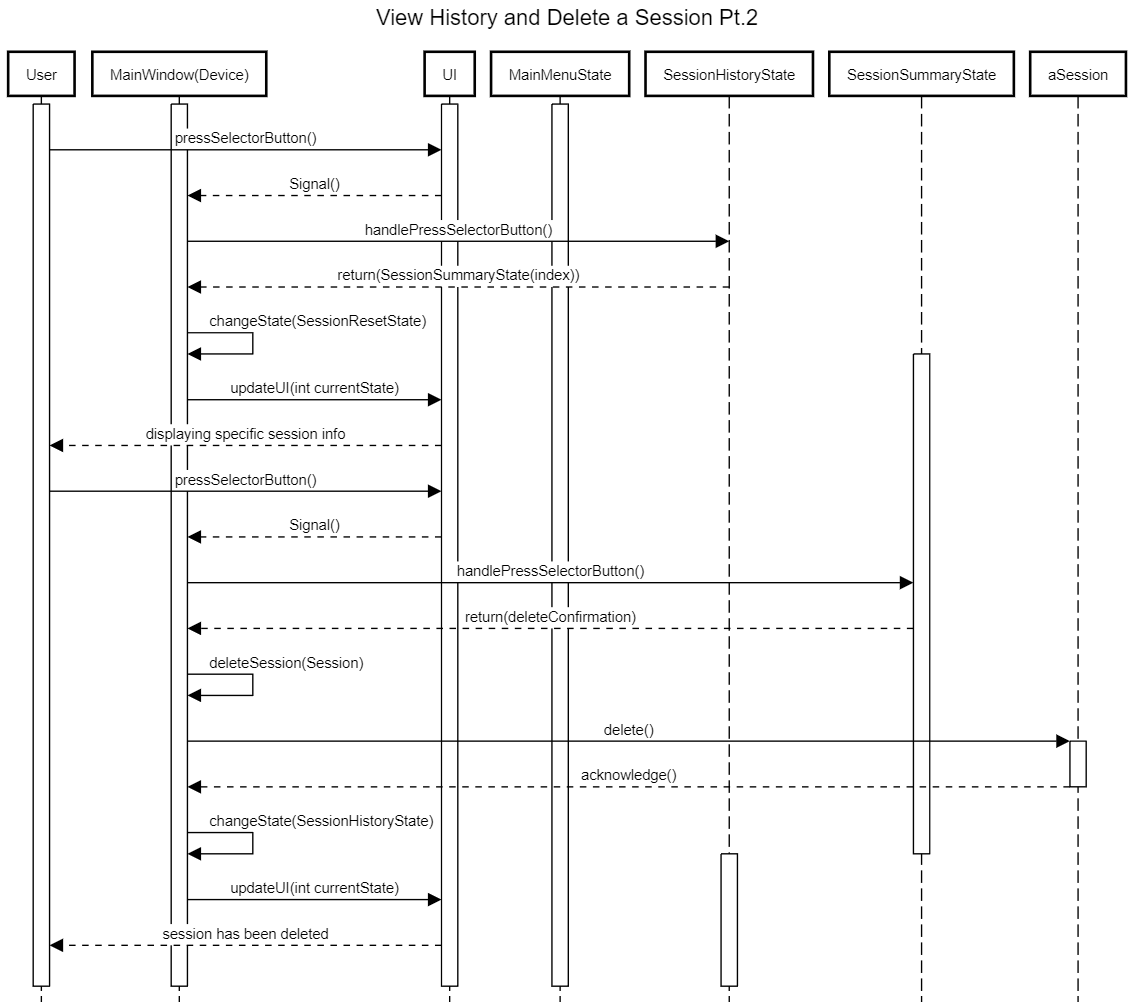 View History and Delete a Session Pt.2
User
MainWindow(Device)
UI
MainMenuState
SessionHistoryState
SessionSummaryState
aSession
pressSelectorButton()
Signal()
handlePressSelectorButton()
return(SessionSummaryState(index))
changeState(SessionResetState)
updateUI(int currentState)
displaying specific session info
pressSelectorButton()
Signal()
handlePressSelectorButton()
return(deleteConfirmation)
deleteSession(Session)
delete()
acknowledge()
changeState(SessionHistoryState)
updateUI(int currentState)
session has been deleted